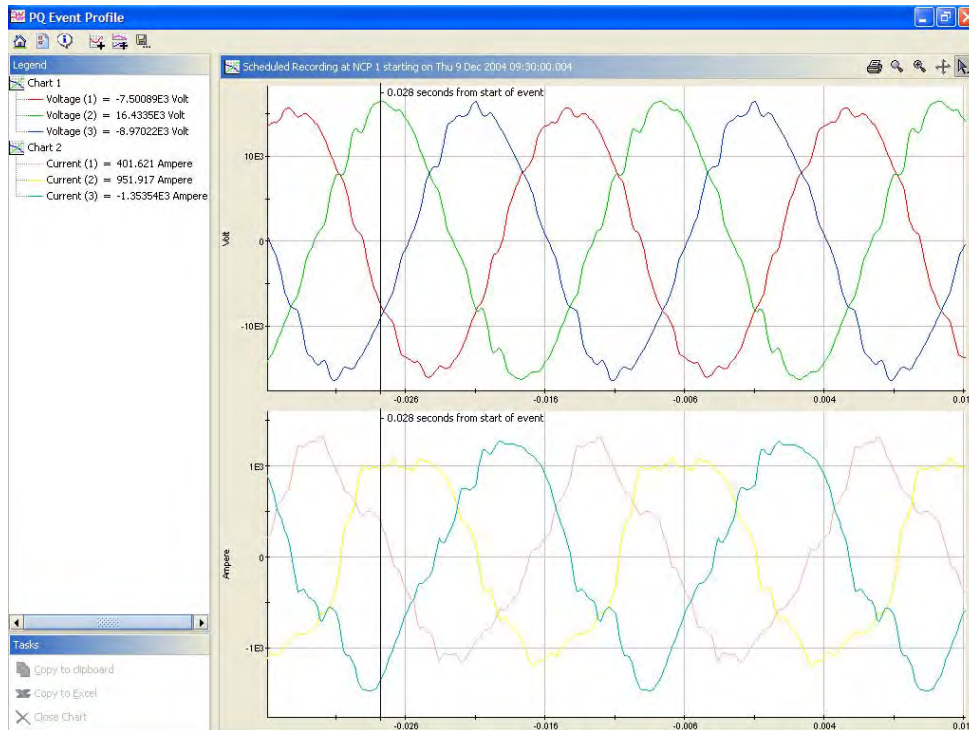 PQ Event Profile
Legend
Chart 1
Voltage (1) = -7.50089E3 Volt
Voltage (2) = 16.4335E3 Volt
Voltage (3) = -8.97022E3 Volt
Chart 2
Current (1) = 401.621 Ampere
Current (2) = 951.917 Ampere
Current (3) = -1.35354E3 Ampere
Tasks
Copy to clipboard
Copy to Excel
Close Chart
Scheduled Recording at NCP 1 starting on Thu 9 Dec 2004 09:30:00.004
-0.028 seconds from start of event
10E3
0
-10E3
Volt
-0.026
-0.016
-0.006
0.004
0.01
-0.028 seconds from start of event
1E3
0
-1E3
Ampere
-0.026
-0.016
-0.006
0.004
0.01